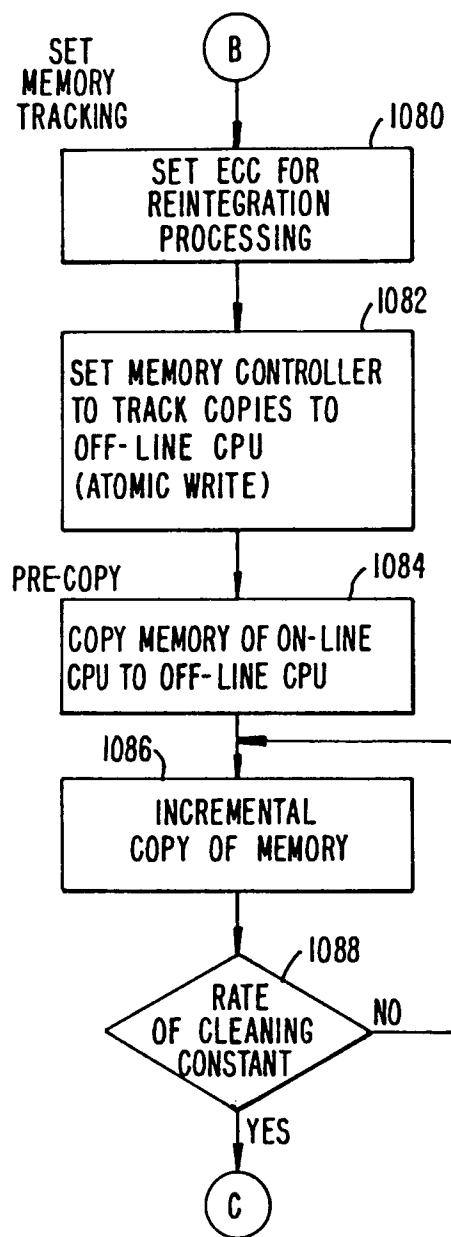 B
SET
MEMORY
TRACKING
1080
SET ECC FOR
REINTEGRATION
PROCESSING
1082
SET MEMORY CONTROLLER
TO TRACK COPIES TO
OFF-LINE CPU
(ATOMIC WRITE)
PRE-COPY
1084
COPY MEMORY OF ON-LINE
CPU TO OFF-LINE CPU
1086
INCREMENTAL
COPY OF MEMORY
1088
RATE
OF CLEANING
CONSTANT
NO
YES
C